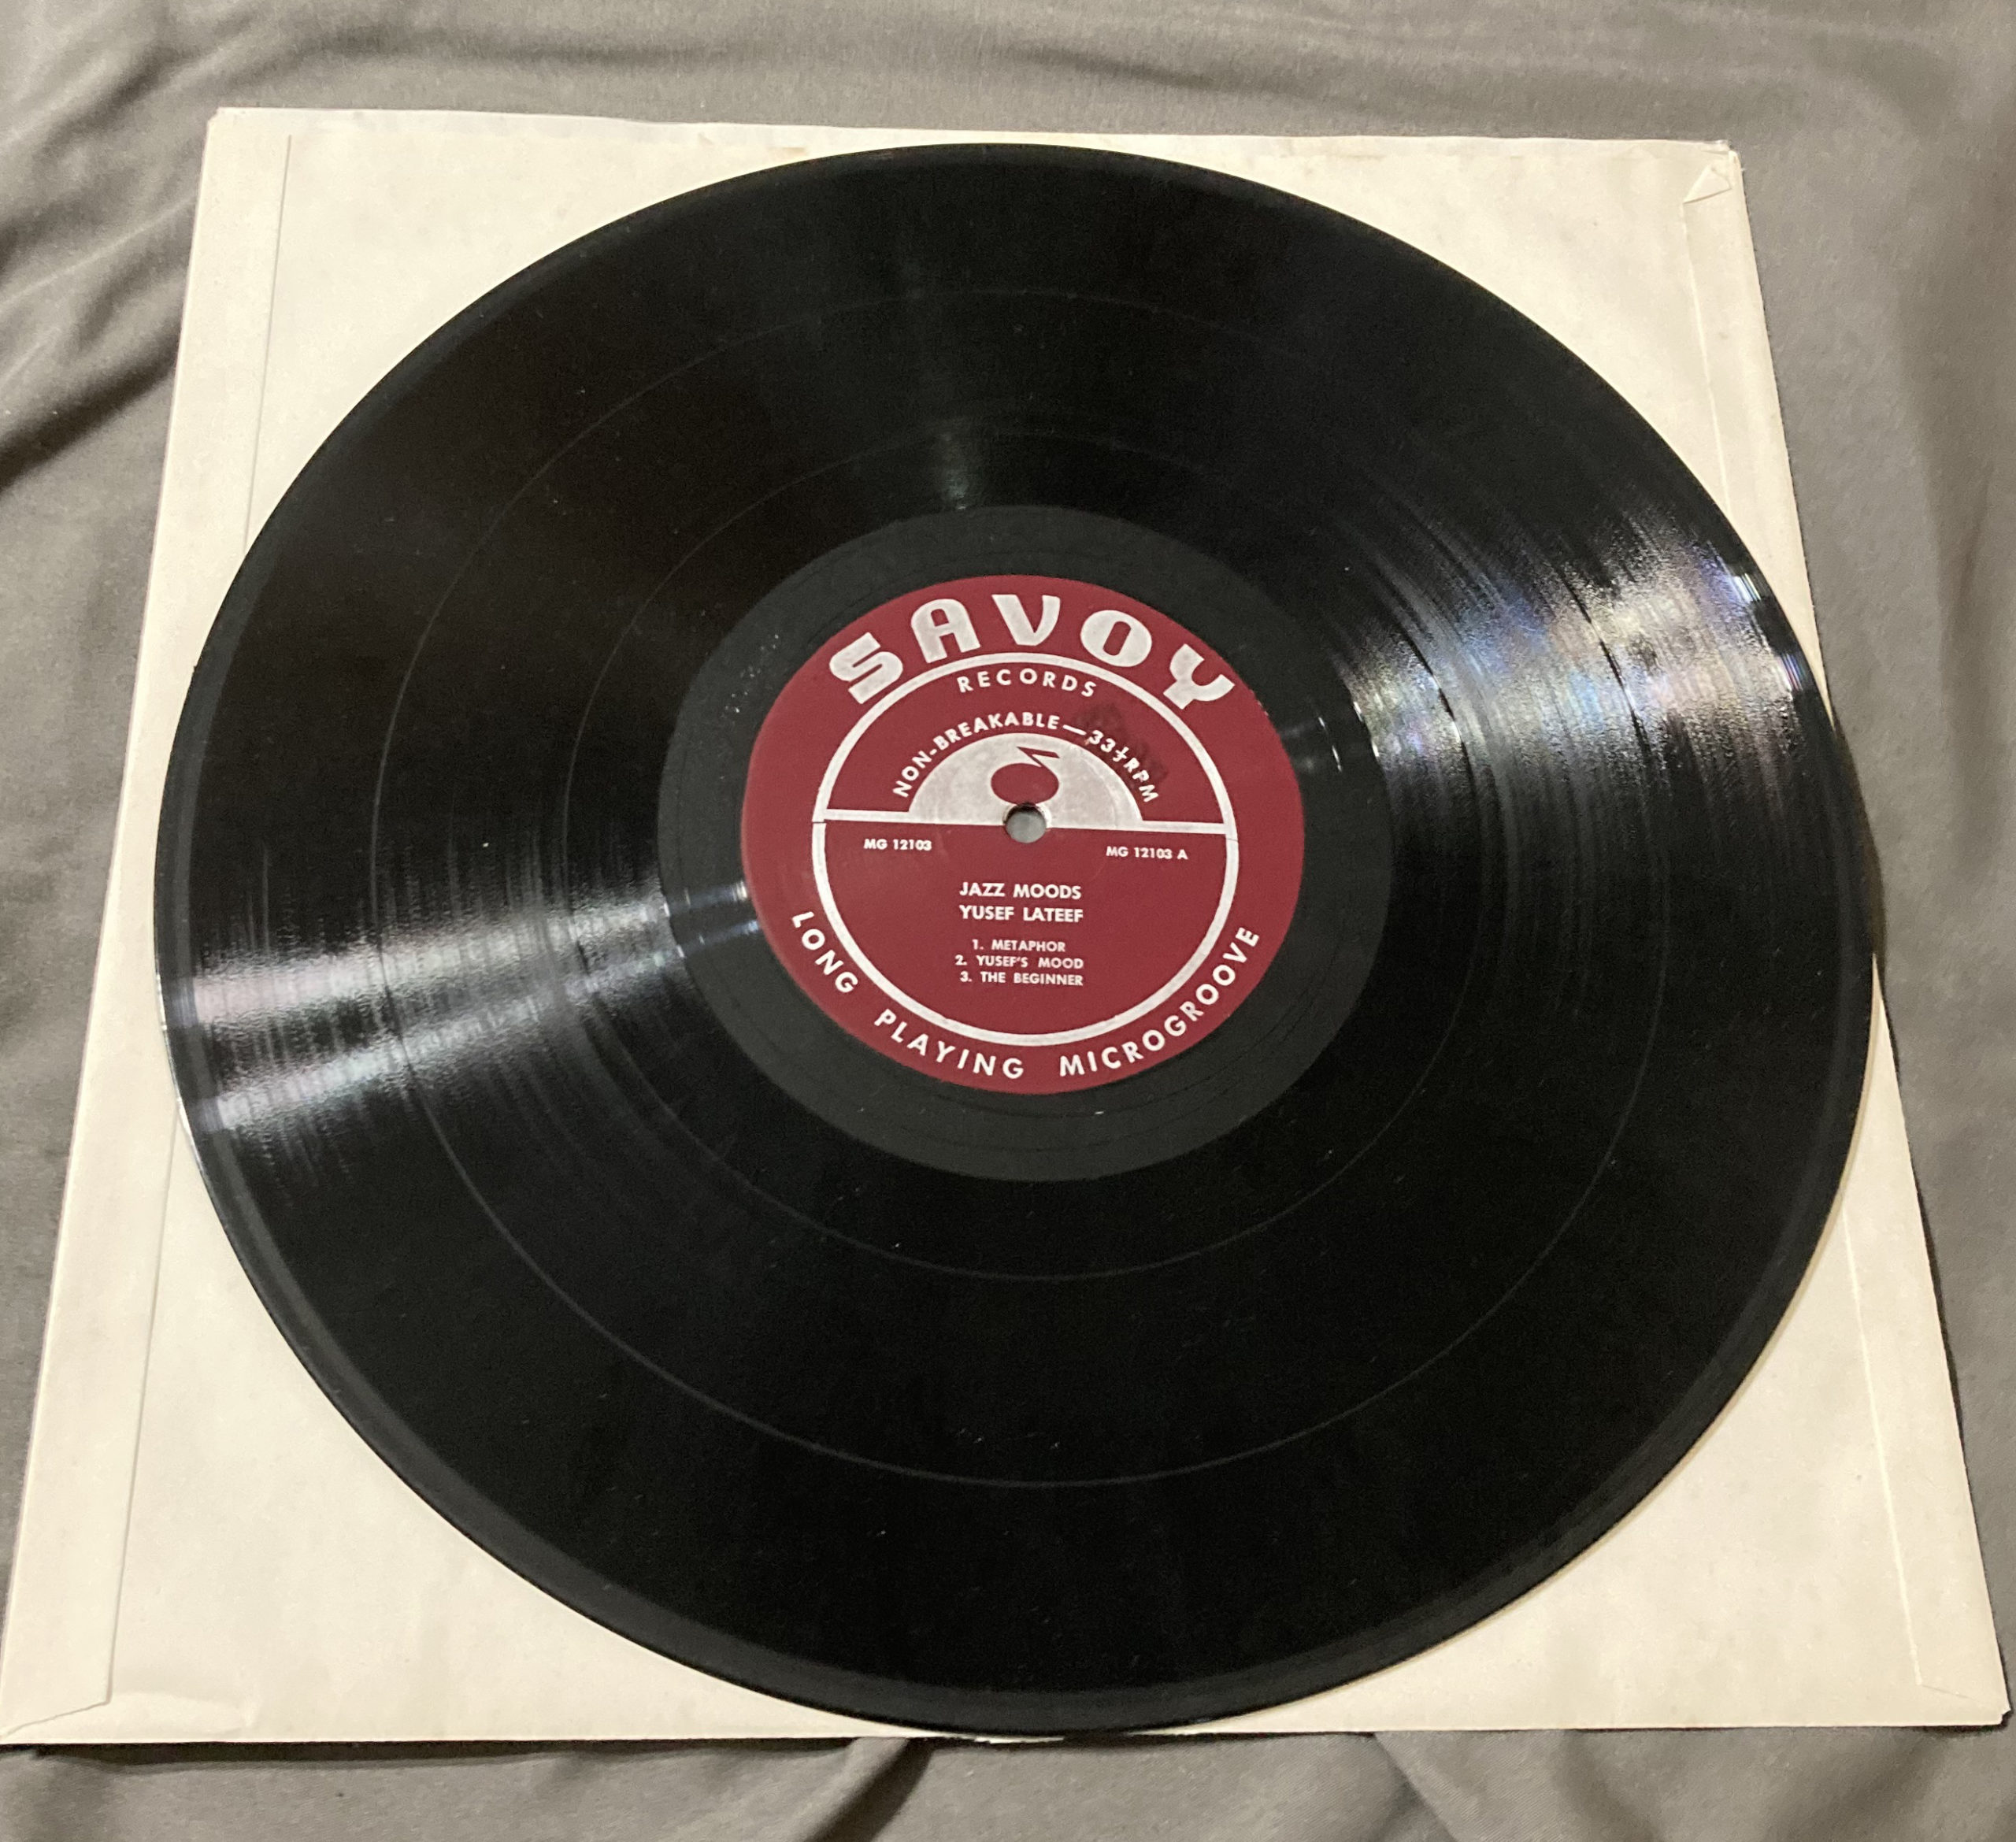 SAVOY
RECORDS
NON-BREAKABLE—33⅓RPM
MG 12103
MG 12103 A
JAZZ MOODS
YUSEF LATEEF
1. METAPHOR
2. YUSEF'S MOOD
3. THE BEGINNER
LONG PLAYING MICROGROOVE